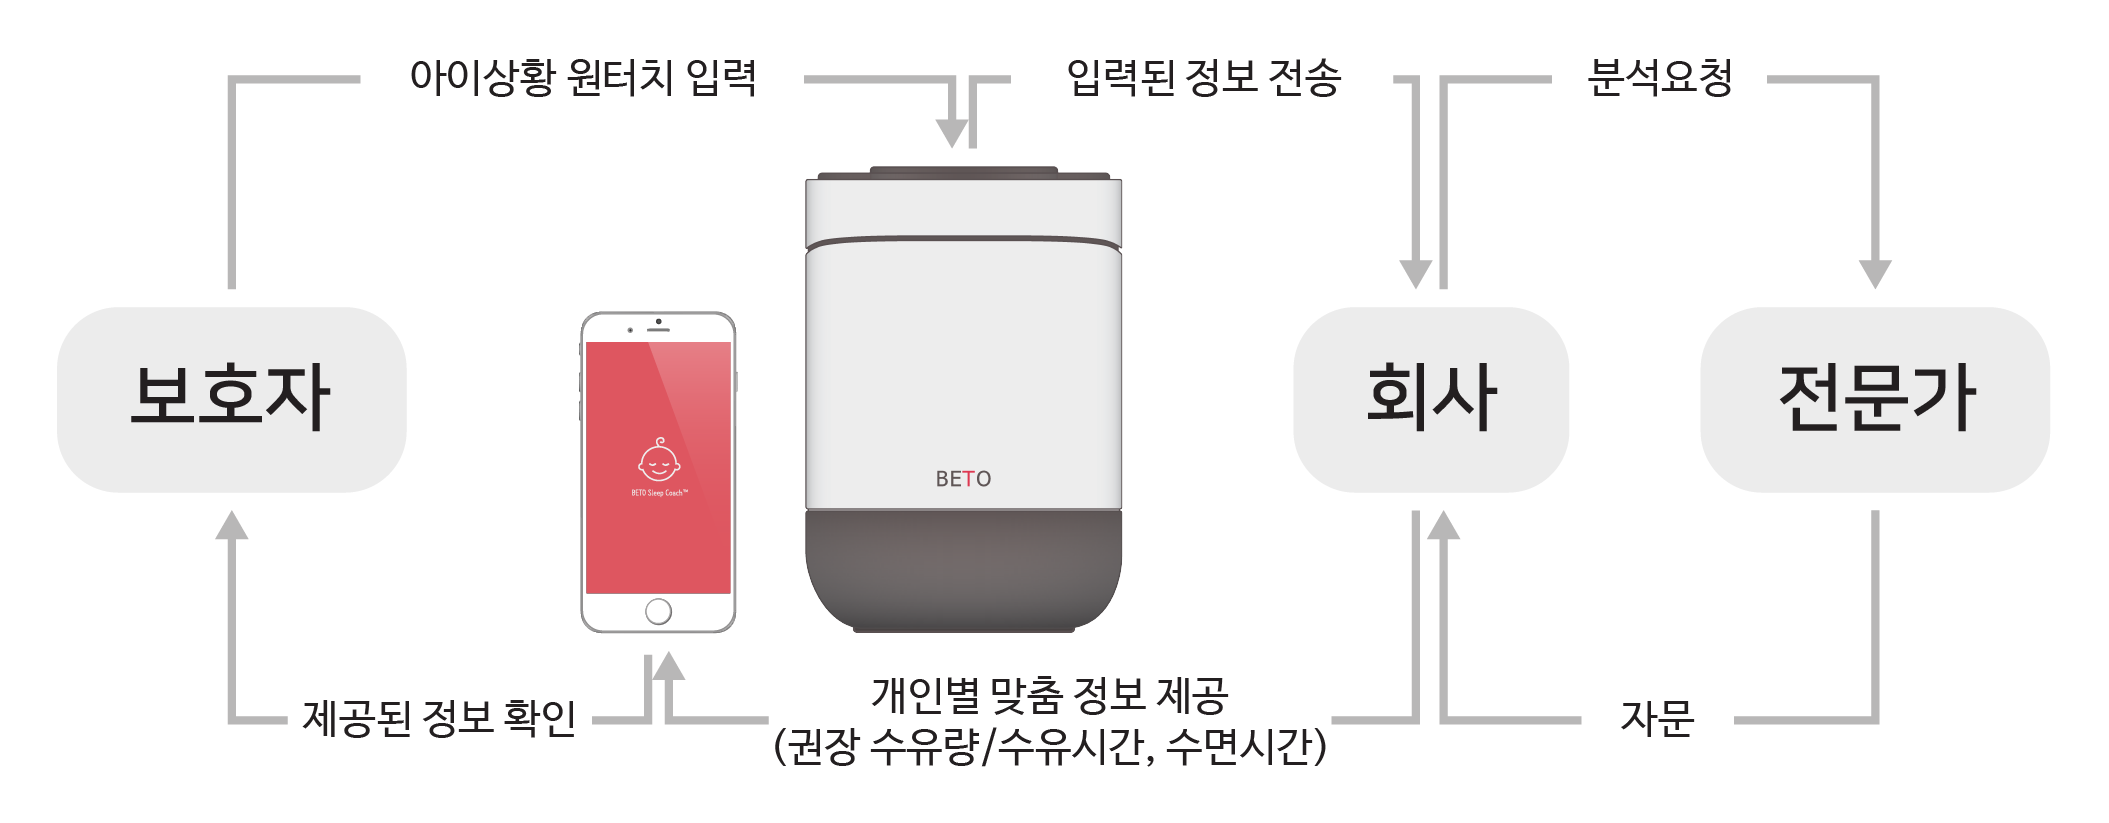 아이상황 원터치 입력
입력된 정보 전송
분석요청
보호자
BETO Sleep Coach™
BETO
회사
전문가
제공된 정보 확인
개인별 맞춤 정보 제공
(권장 수유량/수유시간, 수면시간)
자문